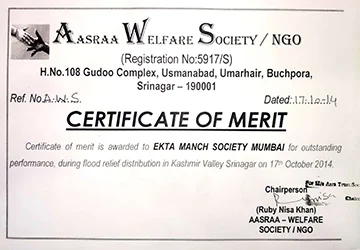 AASRAA WELFARE SOCIETY / NGO
(Registration No:5917/S)
H.No.108 Gudoo Complex, Usmanabad, Umarhair, Buchpora,
Srinagar – 190001
Ref. No. A.W.S. Dated: 17.10-14
CERTIFICATE OF MERIT
Certificate of merit is awarded to EKTA MANCH SOCIETY MUMBAI for outstanding
performance, during flood relief distribution in Kashmir Valley Srinagar on 17th October 2014.
Chairperson
(Ruby Nisa Khan)
AASRAA – WELFARE
SOCIETY / NGO